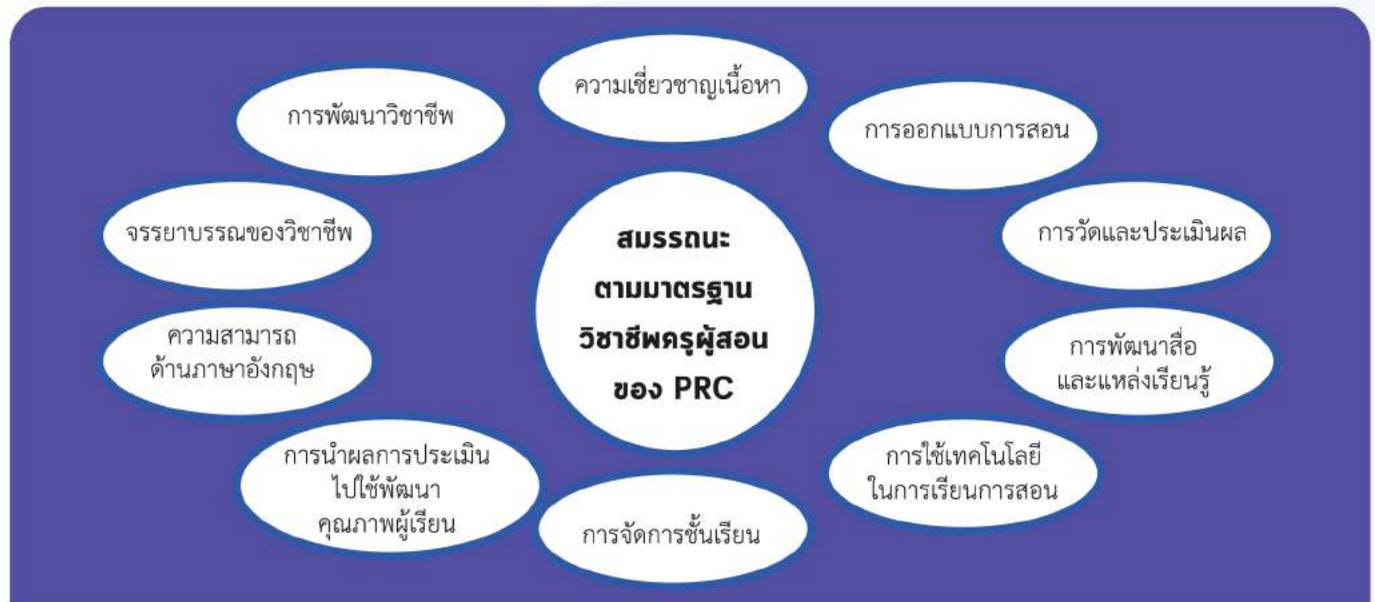 ความเชี่ยวชาญเนื้อหา
การออกแบบการสอน
การวัดและประเมินผล
การพัฒนาสื่อ
และแหล่งเรียนรู้
การใช้เทคโนโลยี
ในการเรียนการสอน
การจัดการชั้นเรียน
การนำผลการประเมิน
ไปใช้พัฒนา
คุณภาพผู้เรียน
ความสามารถ
ด้านภาษาอังกฤษ
จรรยาบรรณของวิชาชีพ
การพัฒนาวิชาชีพ
สมรรถนะ
ตามมาตรฐาน
วิชาชีพครูผู้สอน
ของ PRC